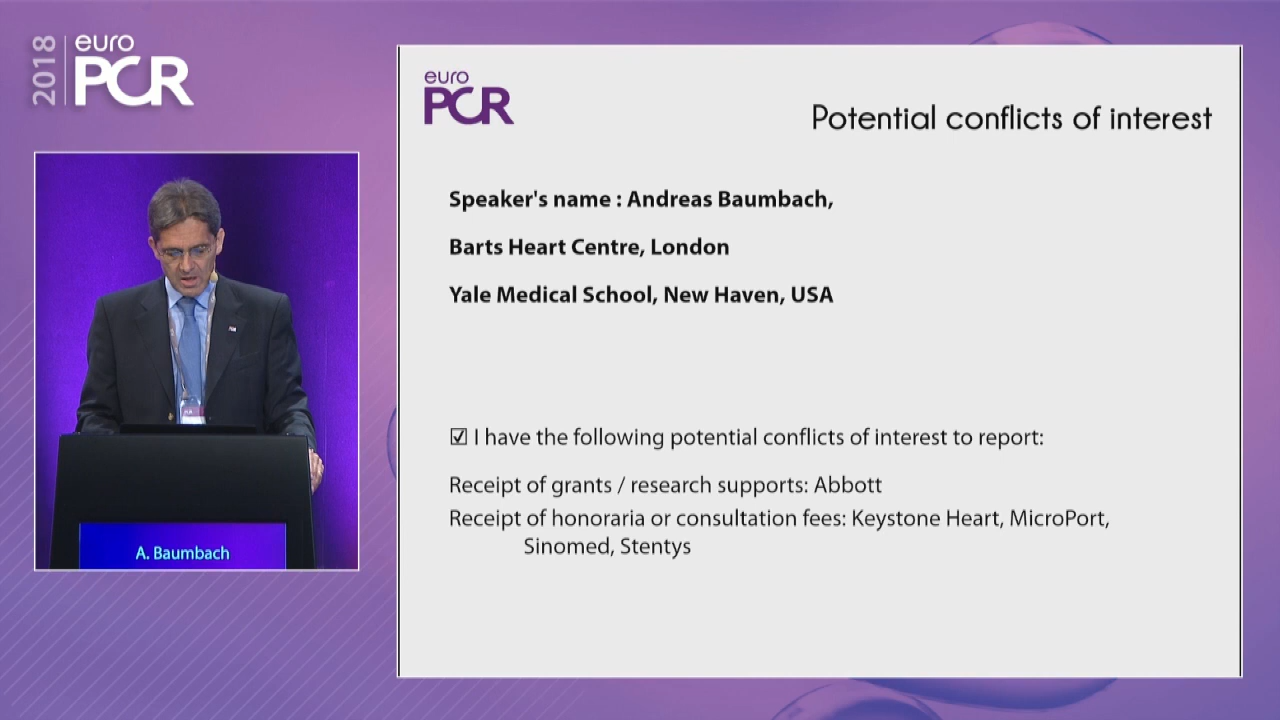 2018
euro
PCR
A. Baumbach
euro
PCR
Potential conflicts of interest
Speaker's name : Andreas Baumbach,
Barts Heart Centre, London
Yale Medical School, New Haven, USA
☑ I have the following potential conflicts of interest to report:
Receipt of grants / research supports: Abbott
Receipt of honoraria or consultation fees: Keystone Heart, MicroPort,
Sinomed, Stentys